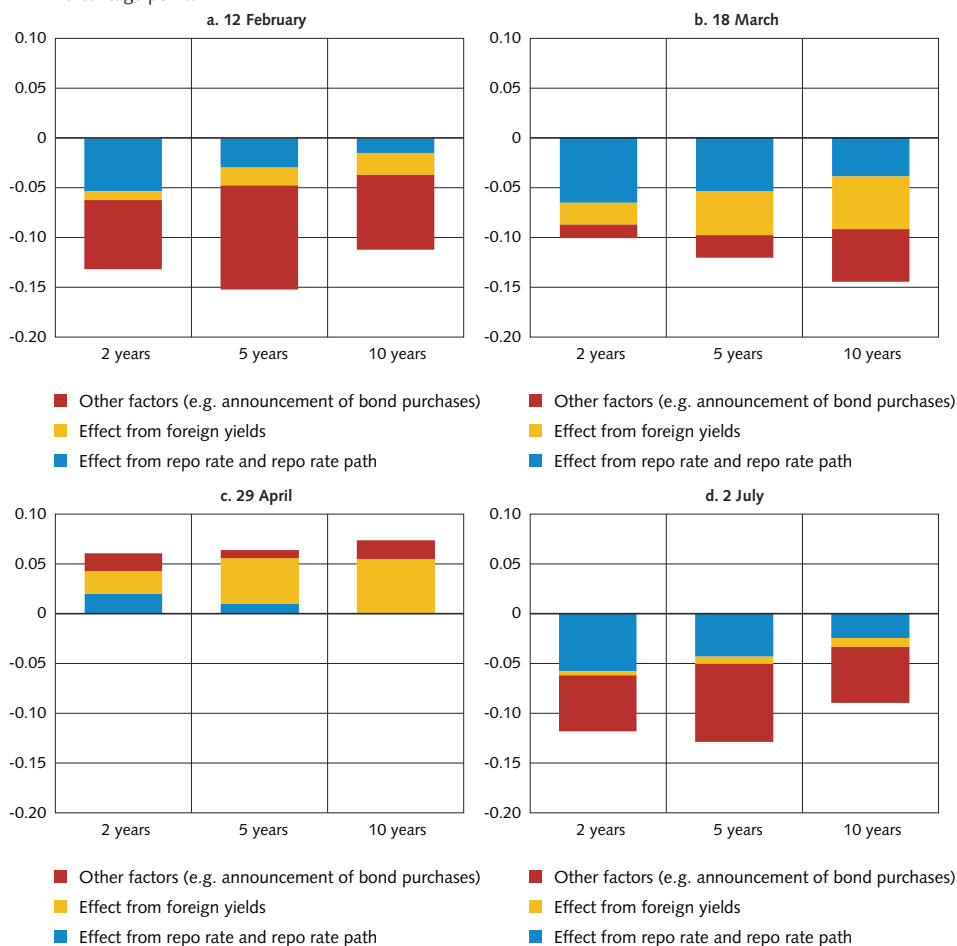 a. 12 February
b. 18 March
0.10
0.05
0
-0.05
-0.10
-0.15
-0.20
2 years
5 years
10 years
0.10
0.05
0
-0.05
-0.10
-0.15
-0.20
2 years
5 years
10 years
Other factors (e.g. announcement of bond purchases)
Effect from foreign yields
Effect from repo rate and repo rate path
Other factors (e.g. announcement of bond purchases)
Effect from foreign yields
Effect from repo rate and repo rate path
c. 29 April
d. 2 July
0.10
0.05
0
-0.05
-0.10
-0.15
-0.20
2 years
5 years
10 years
0.10
0.05
0
-0.05
-0.10
-0.15
-0.20
2 years
5 years
10 years
Other factors (e.g. announcement of bond purchases)
Effect from foreign yields
Effect from repo rate and repo rate path
Other factors (e.g. announcement of bond purchases)
Effect from foreign yields
Effect from repo rate and repo rate path